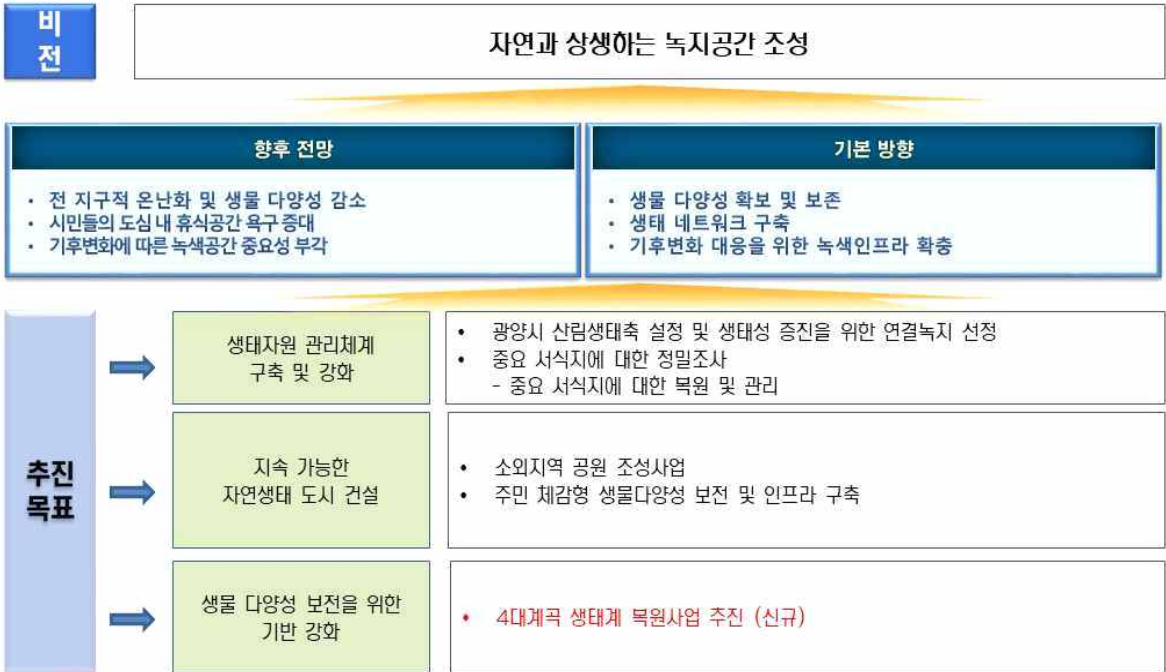 비
전
자연과 상생하는 녹지공간 조성
향후 전망
• 전 지구적 온난화 및 생물 다양성 감소
• 시민들의 도심 내 휴식공간 욕구 증대
• 기후변화에 따른 녹색공간 중요성 부각
기본 방향
• 생물 다양성 확보 및 보존
• 생태 네트워크 구축
• 기후변화 대응을 위한 녹색인프라 확충
추진
목표
생태자원 관리체계
구축 및 강화
• 광양시 산림생태축 설정 및 생태성 증진을 위한 연결녹지 선정
• 중요 서식지에 대한 정밀조사
- 중요 서식지에 대한 복원 및 관리
지속 가능한
자연생태 도시 건설
• 소외지역 공원 조성사업
• 주민 체감형 생물다양성 보전 및 인프라 구축
생물 다양성 보전을 위한
기반 강화
• 4대계곡 생태계 복원사업 추진 (신규)